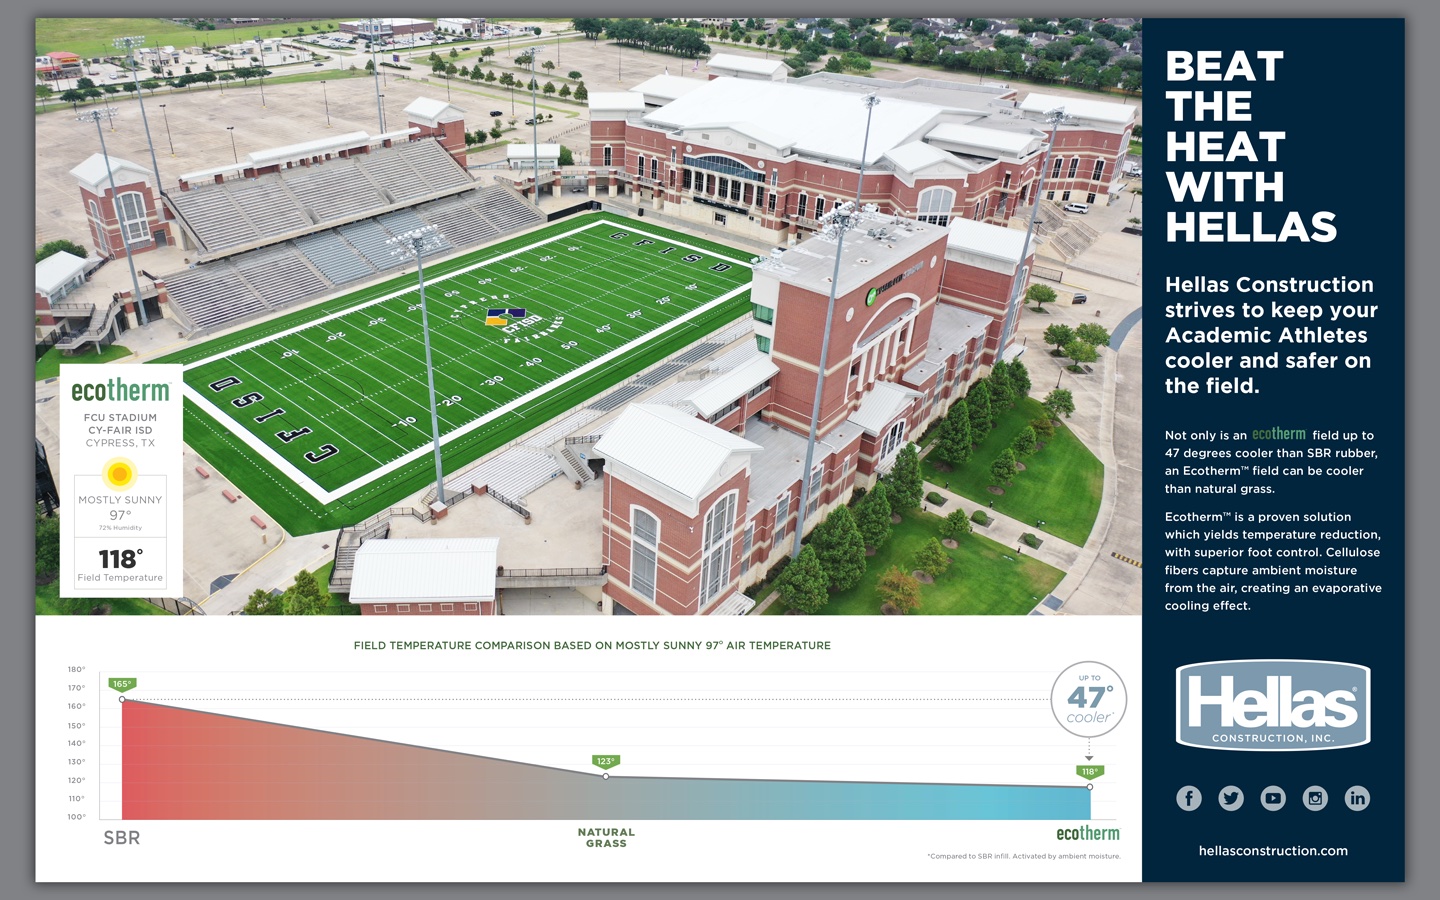 BEAT
THE
HEAT
WITH
HELLAS
Hellas Construction
strives to keep your
Academic Athletes
cooler and safer on
the field.
Not only is an ecotherm™ field up to
47 degrees cooler than SBR rubber,
an Ecotherm™ field can be cooler
than natural grass.
Ecotherm™ is a proven solution
which yields temperature reduction,
with superior foot control. Cellulose
fibers capture ambient moisture
from the air, creating an evaporative
cooling effect.
Hellas®
CONSTRUCTION, INC.
hellasconstruction.com
CFISD
CFISD
CFISD
ecotherm™
FCU STADIUM
CY-FAIR ISD
CYPRESS, TX
MOSTLY SUNNY
97°
72% Humidity
118°
Field Temperature
FIELD TEMPERATURE COMPARISON BASED ON MOSTLY SUNNY 97° AIR TEMPERATURE
180°
170°
160°
150°
140°
130°
120°
110°
100°
165°
123°
118°
UP TO
47°
cooler*
SBR
NATURAL
GRASS
ecotherm™
*Compared to SBR infill. Activated by ambient moisture.